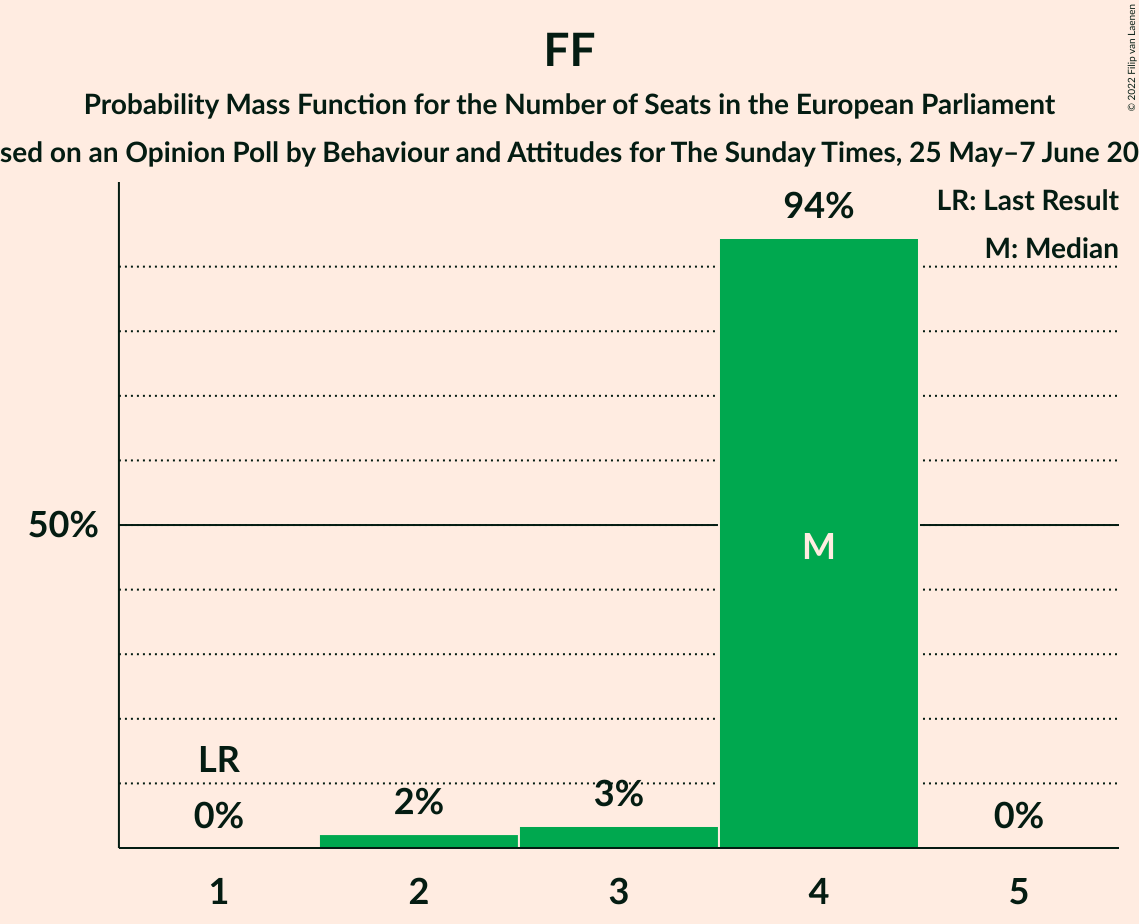 FF
Probability Mass Function for the Number of Seats in the European Parliament
sed on an Opinion Poll by Behaviour and Attitudes for The Sunday Times, 25 May–7 June 20
© 2022 Filip van Laenen
LR: Last Result
M: Median
94%
50%
M
LR
0%
2%
3%
0%
1 2 3 4 5